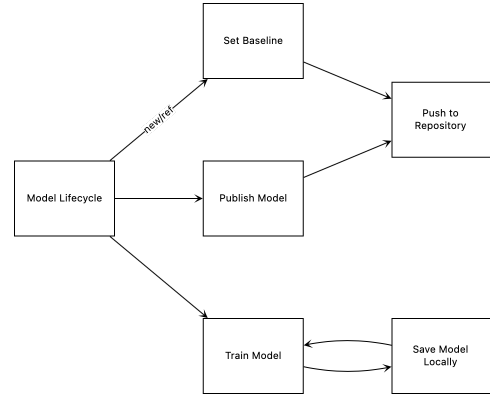 Set Baseline
Push to
Repository
new/ref
Model Lifecycle
Publish Model
Train Model
Save Model
Locally